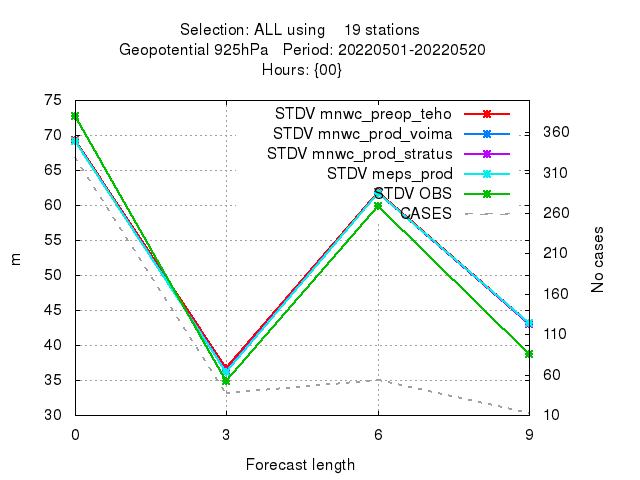 Selection: ALL using 19 stations
Geopotential 925hPa Period: 20220501-20220520
Hours: {00}
75
70
65
60
55
50
45
40
35
30
m
STDV mnwc_preop_teho
STDV mnwc_prod_voima
STDV mnwc_prod_stratus
STDV meps_prod
STDV OBS
CASES
360
310
260
210
160
110
60
10
No cases
0 3 6 9
Forecast length